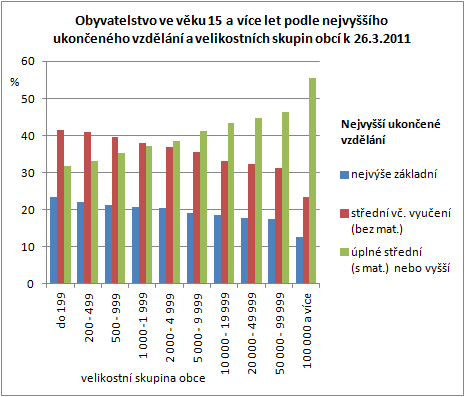 Obyvatelstvo ve věku 15 a více let podle nejvyššího
ukončeného vzdělání a velikostních skupin obcí k 26.3.2011
60
%
50
40
30
20
10
0
do 199
200 - 499
500 - 999
1 000 -1 999
2 000 - 4 999
5 000 - 9 999
10 000 - 19 999
20 000 - 49 999
50 000 - 99 999
100 000 a více
velikostní skupina obce
Nejvyšší ukončené
vzdělání
nejvýše základní
střední vč. vyučení
(bez mat.)
úplné střední
(s mat.) nebo vyšší